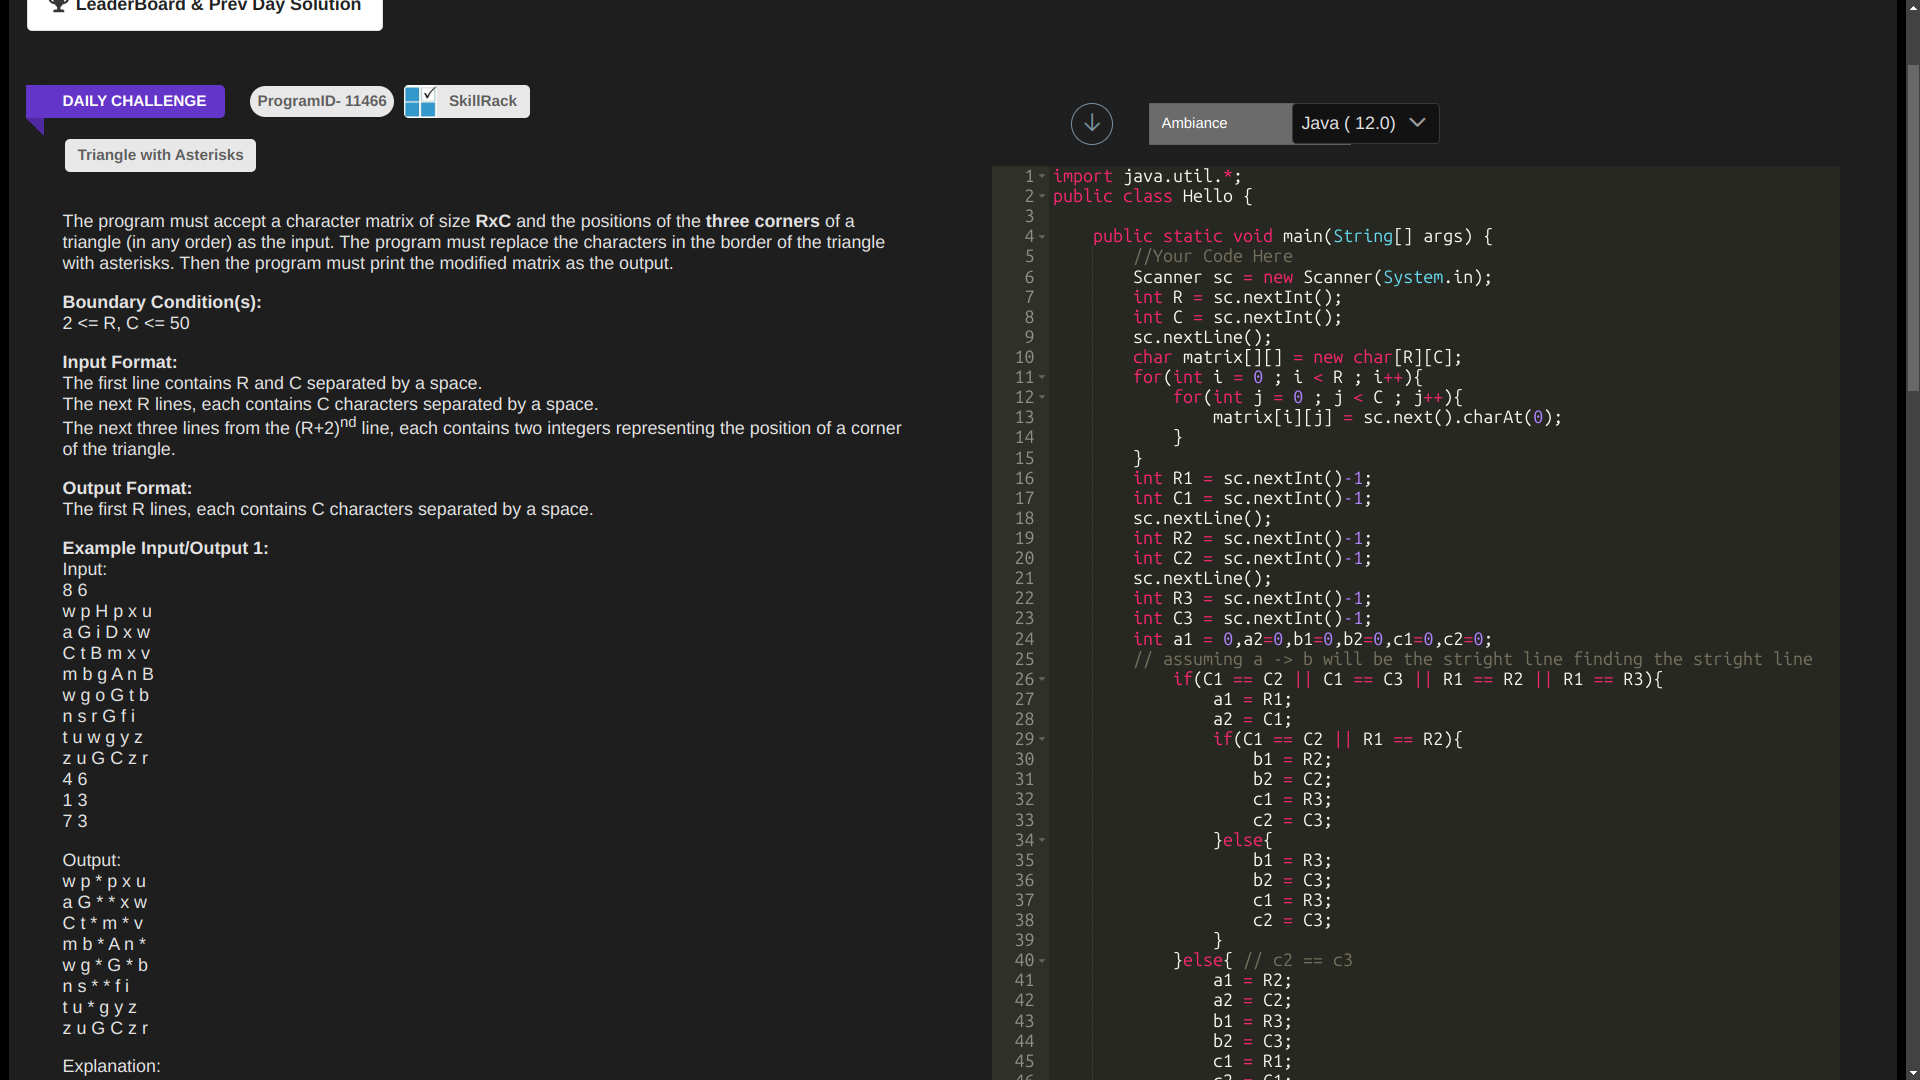 LeaderBoard & Prev Day Solution
DAILY CHALLENGE
ProgramID- 11466
SkillRack
Triangle with Asterisks
The program must accept a character matrix of size RxC and the positions of the three corners of a
triangle (in any order) as the input. The program must replace the characters in the border of the triangle
with asterisks. Then the program must print the modified matrix as the output.
Boundary Condition(s):
2 <= R, C <= 50
Input Format:
The first line contains R and C separated by a space.
The next R lines, each contains C characters separated by a space.
The next three lines from the (R+2)nd line, each contains two integers representing the position of a corner
of the triangle.
Output Format:
The first R lines, each contains C characters separated by a space.
Example Input/Output 1:
Input:
8 6
w p H p x u
a G i D x w
C t B m x v
m b g A n B
w g o G t b
n s r G f i
t u w g y z
z u G C z r
4 6
1 3
7 3
Output:
w p * p x u
a G * * x w
C t * m * v
m b * A n *
w g * G * b
n s * * f i
t u * g y z
z u G C z r
Explanation:
Ambiance
Java ( 12.0)
1 import java.util.*;
2 public class Hello {
3
4 public static void main(String[] args) {
5 //Your Code Here
6 Scanner sc = new Scanner(System.in);
7 int R = sc.nextInt();
8 int C = sc.nextInt();
9 sc.nextLine();
10 char matrix[][] = new char[R][C];
11 for(int i = 0 ; i < R ; i++){
12 for(int j = 0 ; j < C ; j++){
13 matrix[i][j] = sc.next().charAt(0);
14 }
15 }
16 int R1 = sc.nextInt()-1;
17 int C1 = sc.nextInt()-1;
18 sc.nextLine();
19 int R2 = sc.nextInt()-1;
20 int C2 = sc.nextInt()-1;
21 sc.nextLine();
22 int R3 = sc.nextInt()-1;
23 int C3 = sc.nextInt()-1;
24 int a1 = 0,a2=0,b1=0,b2=0,c1=0,c2=0;
25 // assuming a -> b will be the stright line finding the stright line
26 if(C1 == C2 || C1 == C3 || R1 == R2 || R1 == R3){
27 a1 = R1;
28 a2 = C1;
29 if(C1 == C2 || R1 == R2){
30 b1 = R2;
31 b2 = C2;
32 c1 = R3;
33 c2 = C3;
34 }else{
35 b1 = R3;
36 b2 = C3;
37 c1 = R3;
38 c2 = C3;
39 }
40 }else{ // c2 == c3
41 a1 = R2;
42 a2 = C2;
43 b1 = R3;
44 b2 = C3;
45 c1 = R1;
46 c2 = C1;